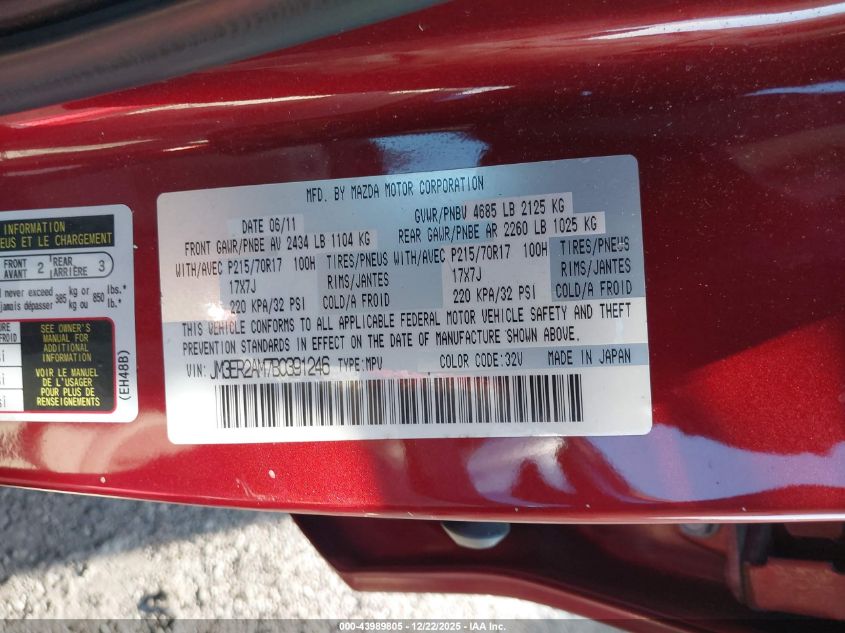 MFD. BY MAZDA MOTOR CORPORATION
DATE 06/11
GVWR/PNBV 4685 LB 2125 KG
FRONT GAWR/PNBE AV 2434 LB 1104 KG
REAR GAWR/PNBE AR 2260 LB 1025 KG
WITH/AVEC P215/70R17 100H TIRES/PNEUS WITH/AVEC P215/70R17 100H TIRES/PNEUS
17X7J RIMS/JANTES 17X7J RIMS/JANTES
220 KPA/32 PSI COLD/A FROID 220 KPA/32 PSI COLD/A FROID
THIS VEHICLE CONFORMS TO ALL APPLICABLE FEDERAL MOTOR VEHICLE SAFETY AND THEFT
PREVENTION STANDARDS IN EFFECT ON THE DATE OF MANUFACTURE SHOWN ABOVE.
VIN: JM3ER2AM7B0391246 TYPE:MPV COLOR CODE:32V MADE IN JAPAN
INFORMATION
EUS ET LE CHARGEMENT
FRONT AVANT 2 REAR ARRIÈRE 3
never exceed 385 kg or 850 lbs.*
jamais dépasser kg ou lb.*
SEE OWNER'S
MANUAL FOR
ADDITIONAL
INFORMATION
VOIR LE MANUEL
DE L'USAGER
POUR PLUS DE
RENSEIGNEMENTS
(EH48B)
000-43989805 - 12/22/2025 - IAA Inc.